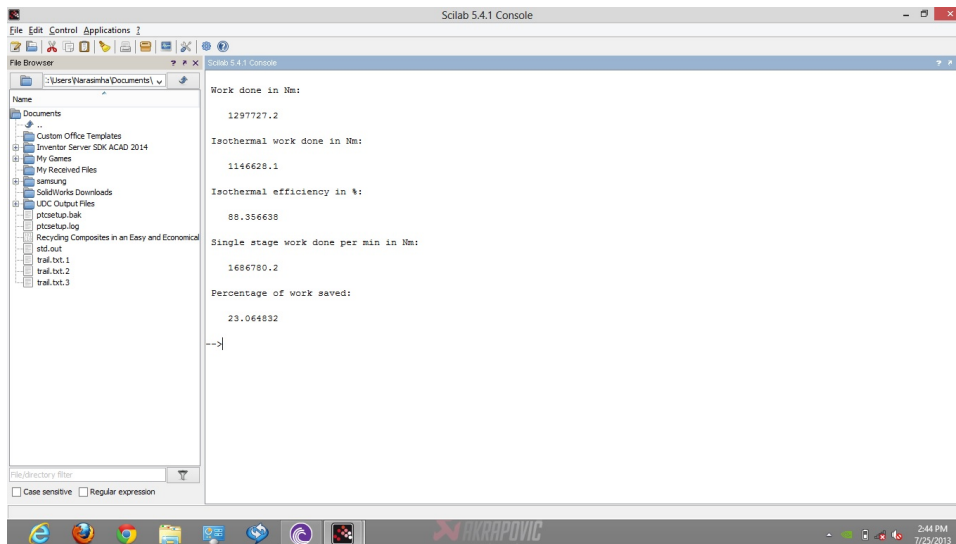 Scilab 5.4.1 Console
File Edit Control Applications ?
File Browser
Scilab 5.4.1 Console
:\Users\Narasimha\Documents\
Name
Documents
..
Custom Office Templates
Inventor Server SDK ACAD 2014
My Games
My Received Files
samsung
SolidWorks Downloads
UDC Output Files
ptcsetup.bak
ptcsetup.log
Recycling Composites in an Easy and Economical
std.out
trail.txt.1
trail.txt.2
trail.txt.3
File/directory filter
Case sensitive Regular expression
Work done in Nm:
1297727.2
Isothermal work done in Nm:
1146628.1
Isothermal efficiency in %:
88.356638
Single stage work done per min in Nm:
1686780.2
Percentage of work saved:
23.064832
-->
AKRAPOVIC
2:44 PM
7/25/2013